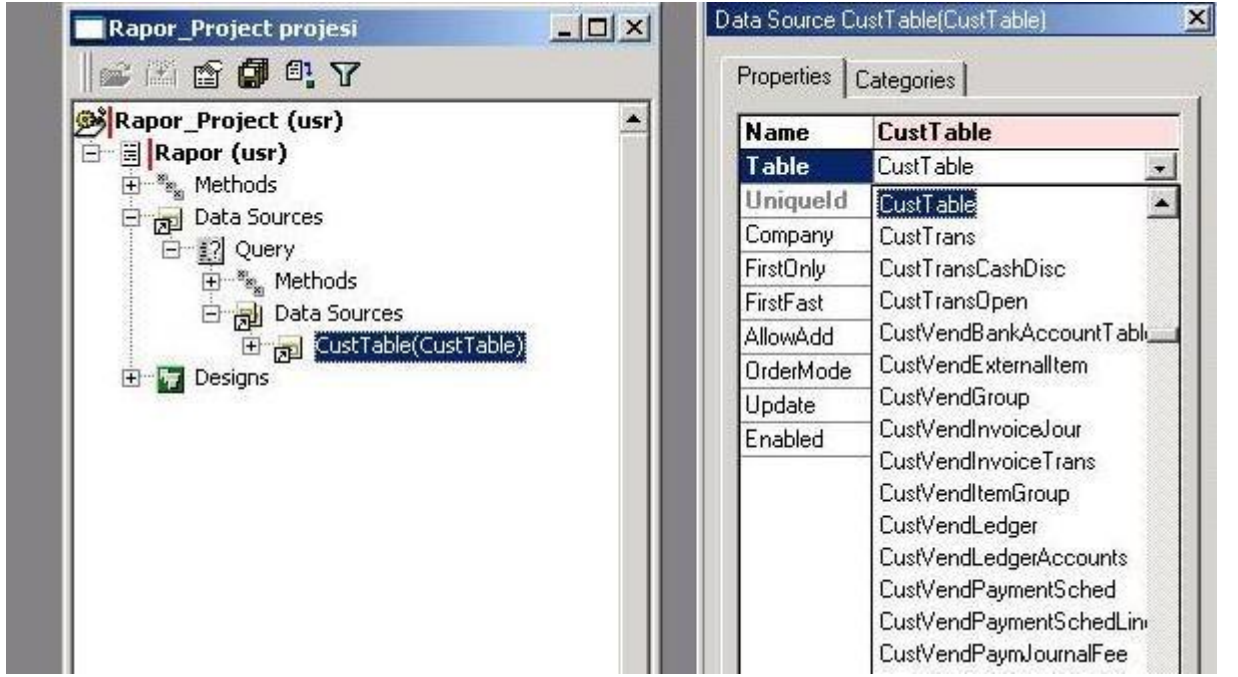 Rapor_Project projesi
Rapor_Project (usr)
Rapor (usr)
Methods
Data Sources
Query
Methods
Data Sources
CustTable(CustTable)
Designs
Data Source CustTable(CustTable)
Properties Categories
Name CustTable
Table CustTable
UniqueId
Company
FirstOnly
FirstFast
AllowAdd
OrderMode
Update
Enabled
CustTable
CustTrans
CustTransCashDisc
CustTransOpen
CustVendBankAccountTabl
CustVendExternalItem
CustVendGroup
CustVendInvoiceJour
CustVendInvoiceTrans
CustVendItemGroup
CustVendLedger
CustVendLedgerAccounts
CustVendPaymentSched
CustVendPaymentSchedLin
CustVendPaymJournalFee